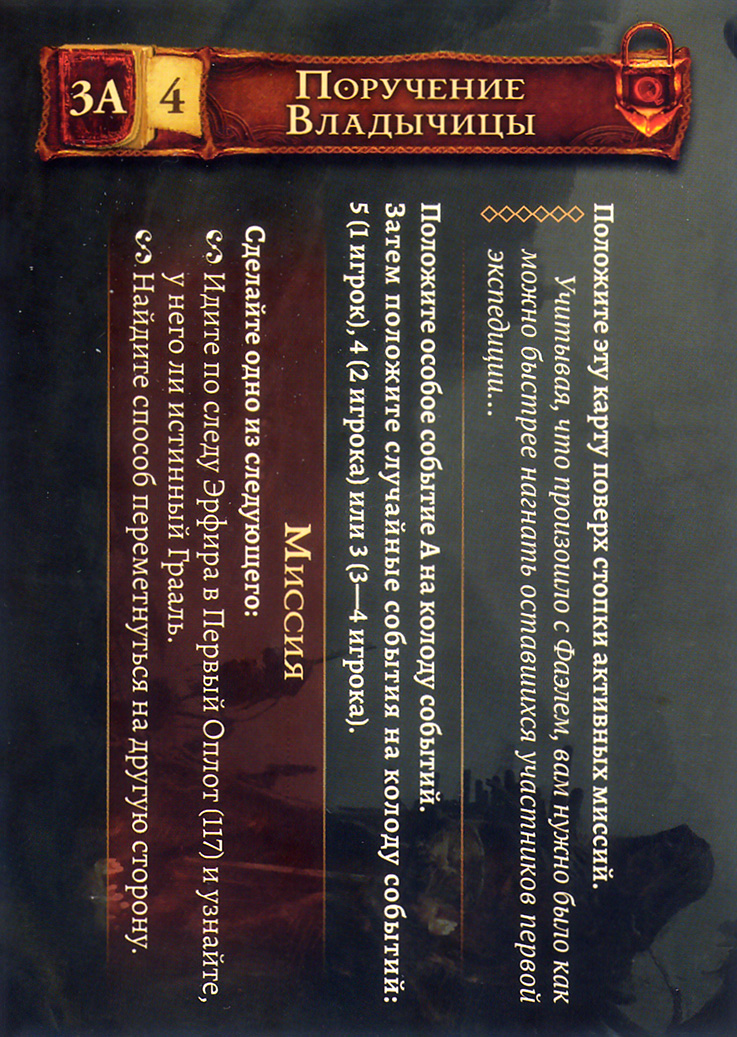 3А
4
Поручение
Владычицы
Q
Положите эту карту поверх стопки активных миссий.
Учитывая, что произошло с Фаэлем, вам нужно было как
можно быстрее нагнать оставшихся участников первой
экспедиции...
Положите особое событие А на колоду событий.
Затем положите случайные события на колоду событий:
5 (1 игрок), 4 (2 игрока) или 3 (3—4 игрока).
Миссия
Сделайте одно из следующего:
Идите по следу Эрфира в Первый Оплот (117) и узнайте,
у него ли истинный Грааль.
Найдите способ переметнуться на другую сторону.